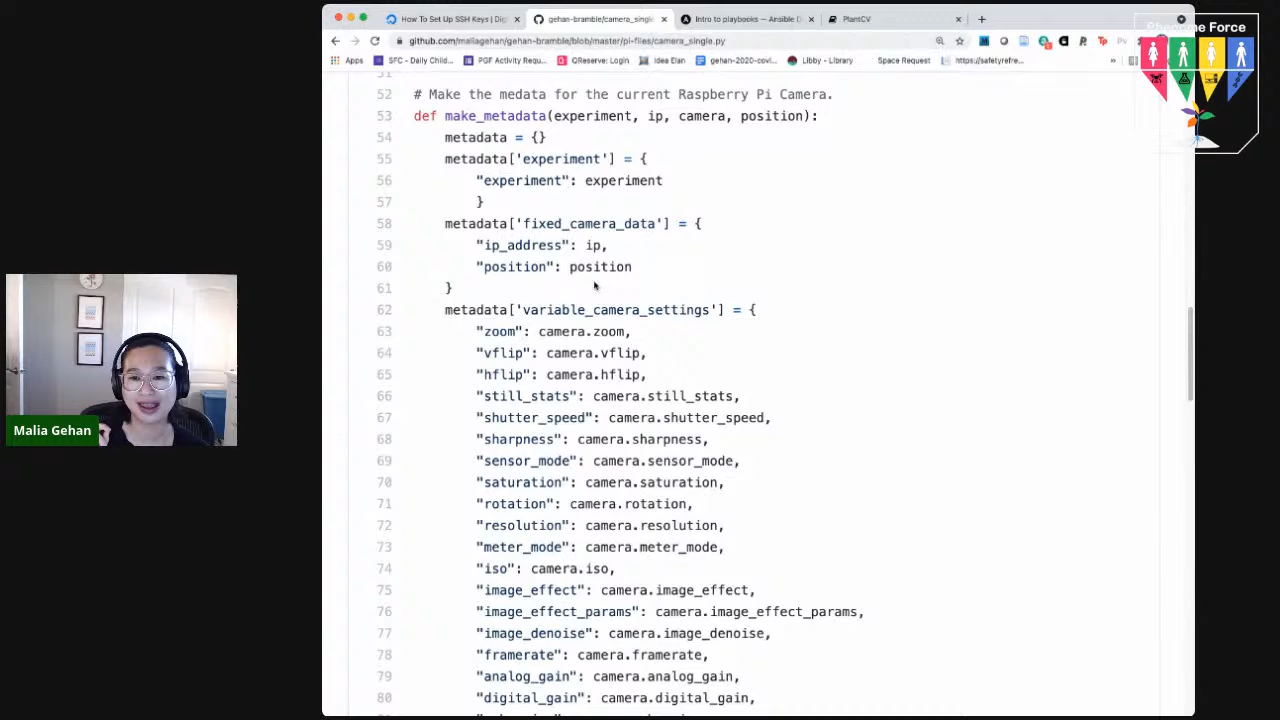 How To Set Up SSH Keys | Digi
gehan-bramble/camera_single
Intro to playbooks — Ansible D
PlantCV
Phenome Force
github.com/maliagehan/gehan-bramble/blob/master/pi-files/camera_single.py
Apps
SFC - Daily Child...
PGF Activity Requ...
QReserve: Login
Idea Elan
gehan-2020-covi...
Libby - Library
Space Request
https://safetyrefre...
»
51
52 # Make the medata for the current Raspberry Pi Camera.
53 def make_metadata(experiment, ip, camera, position):
54 metadata = {}
55 metadata['experiment'] = {
56 "experiment": experiment
57 }
58 metadata['fixed_camera_data'] = {
59 "ip_address": ip,
60 "position": position
61 }
62 metadata['variable_camera_settings'] = {
63 "zoom": camera.zoom,
64 "vflip": camera.vflip,
65 "hflip": camera.hflip,
66 "still_stats": camera.still_stats,
67 "shutter_speed": camera.shutter_speed,
68 "sharpness": camera.sharpness,
69 "sensor_mode": camera.sensor_mode,
70 "saturation": camera.saturation,
71 "rotation": camera.rotation,
72 "resolution": camera.resolution,
73 "meter_mode": camera.meter_mode,
74 "iso": camera.iso,
75 "image_effect": camera.image_effect,
76 "image_effect_params": camera.image_effect_params,
77 "image_denoise": camera.image_denoise,
78 "framerate": camera.framerate,
79 "analog_gain": camera.analog_gain,
80 "digital_gain": camera.digital_gain,
Malia Gehan